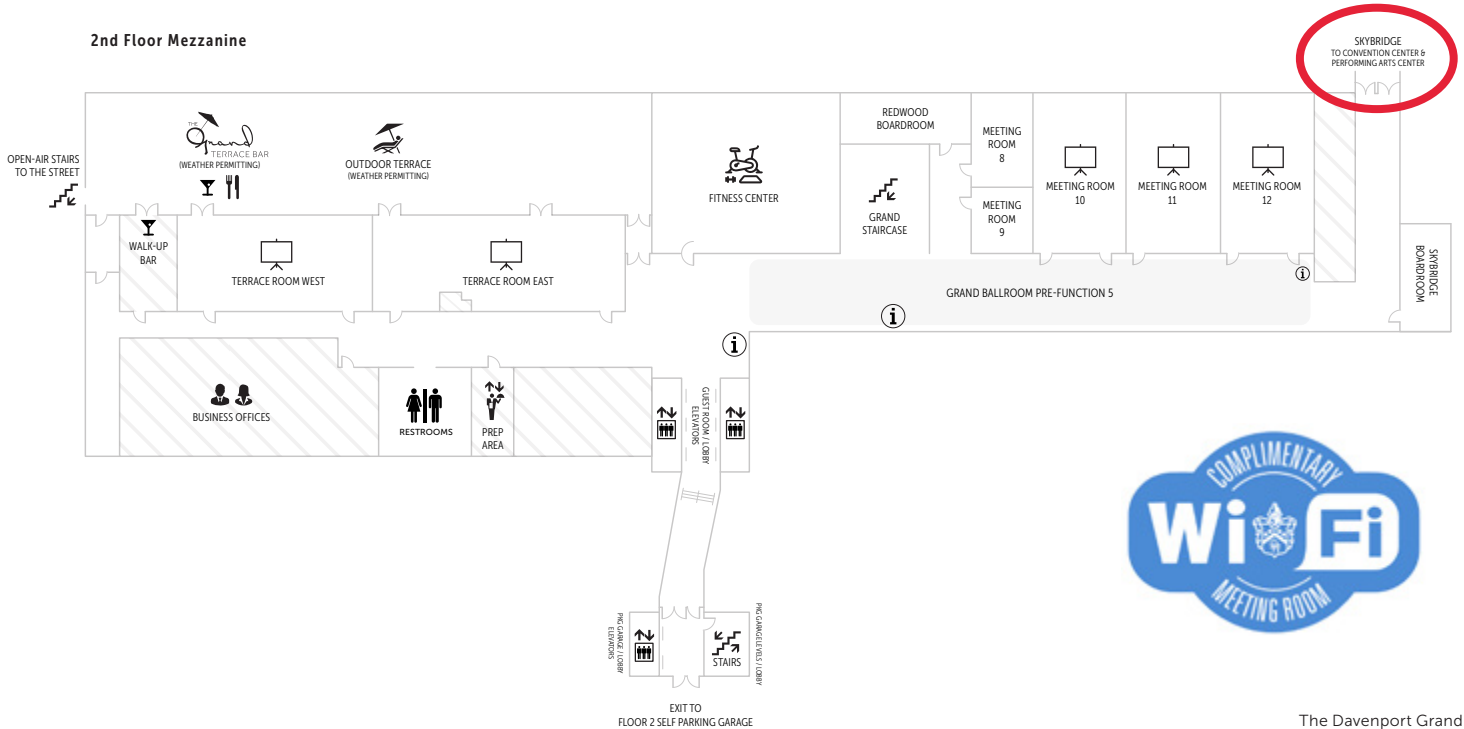 2nd Floor Mezzanine
SKYBRIDGE
TO CONVENTION CENTER &
PERFORMING ARTS CENTER
OPEN-AIR STAIRS
TO THE STREET
THE
Grand
TERRACE BAR
(WEATHER PERMITTING)
OUTDOOR TERRACE
(WEATHER PERMITTING)
FITNESS CENTER
REDWOOD
BOARDROOM
GRAND
STAIRCASE
MEETING
ROOM
8
MEETING
ROOM
9
MEETING ROOM
10
MEETING ROOM
11
MEETING ROOM
12
WALK-UP
BAR
TERRACE ROOM WEST
TERRACE ROOM EAST
GRAND BALLROOM PRE-FUNCTION 5
i
i
i
SKYBRIDGE
BOARDROOM
BUSINESS OFFICES
RESTROOMS
PREP
AREA
GUEST ROOM / LOBBY
ELEVATORS
PKG GARAGE / LOBBY
ELEVATORS
STAIRS
PKG GARAGE LEVELS / LOBBY
EXIT TO
FLOOR 2 SELF PARKING GARAGE
COMPLIMENTARY
Wi Fi
MEETING ROOM
The Davenport Grand